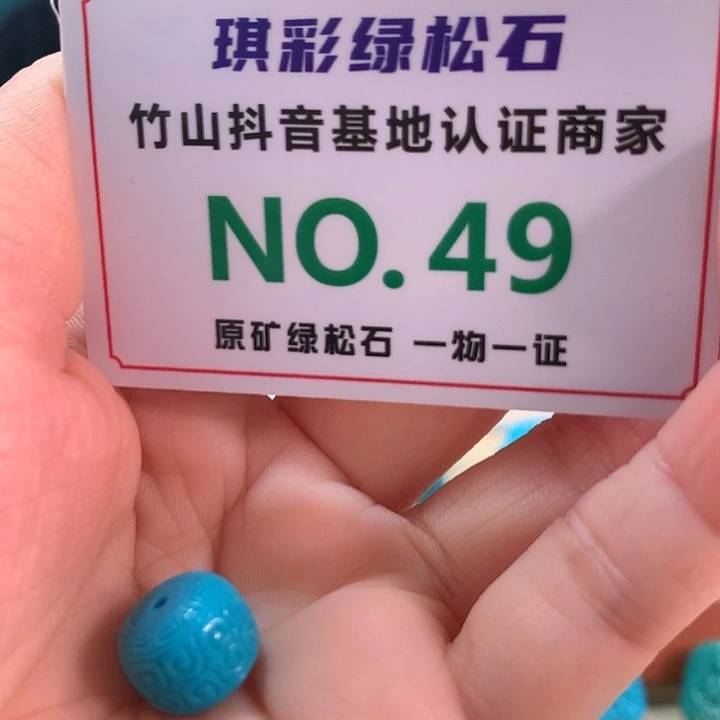 琪彩绿松石
竹山抖音基地认证商家
NO.49
原矿绿松石 一物一证